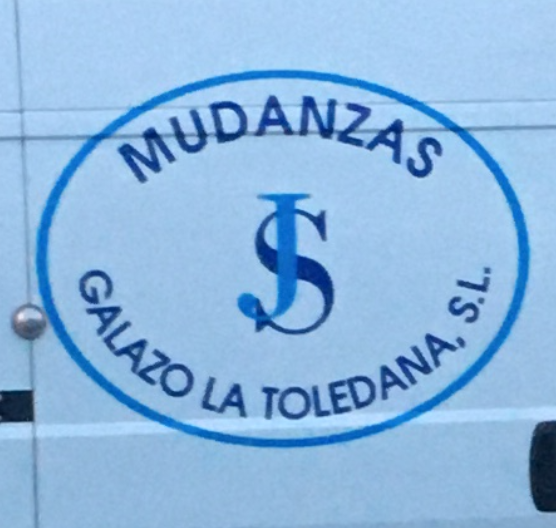 MUDANZAS
JS
GALAZO LA TOLEDANA, S.L.